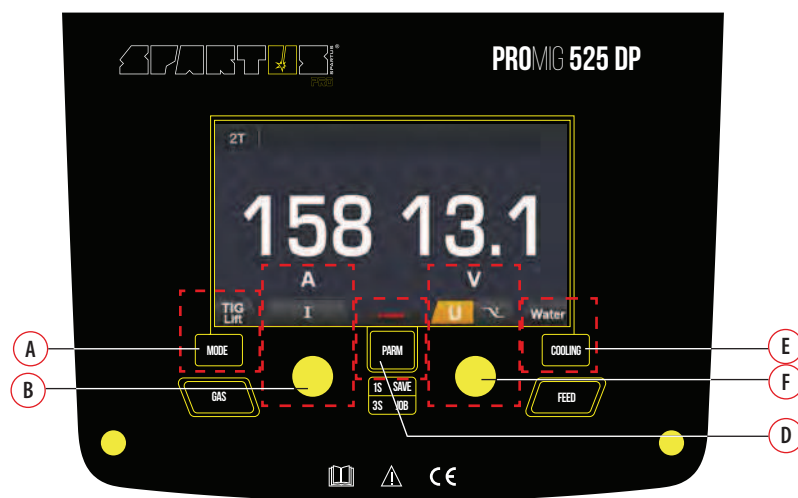 SPARTUS®
SPARTUS
PRO
PROMIG 525 DP
2T
158 13.1
A V
TIG
Lift
I
U
Water
A
MODE
PARM
COOLING
E
B
GAS
1S SAVE
3S JOB
FEED
F
D
CE